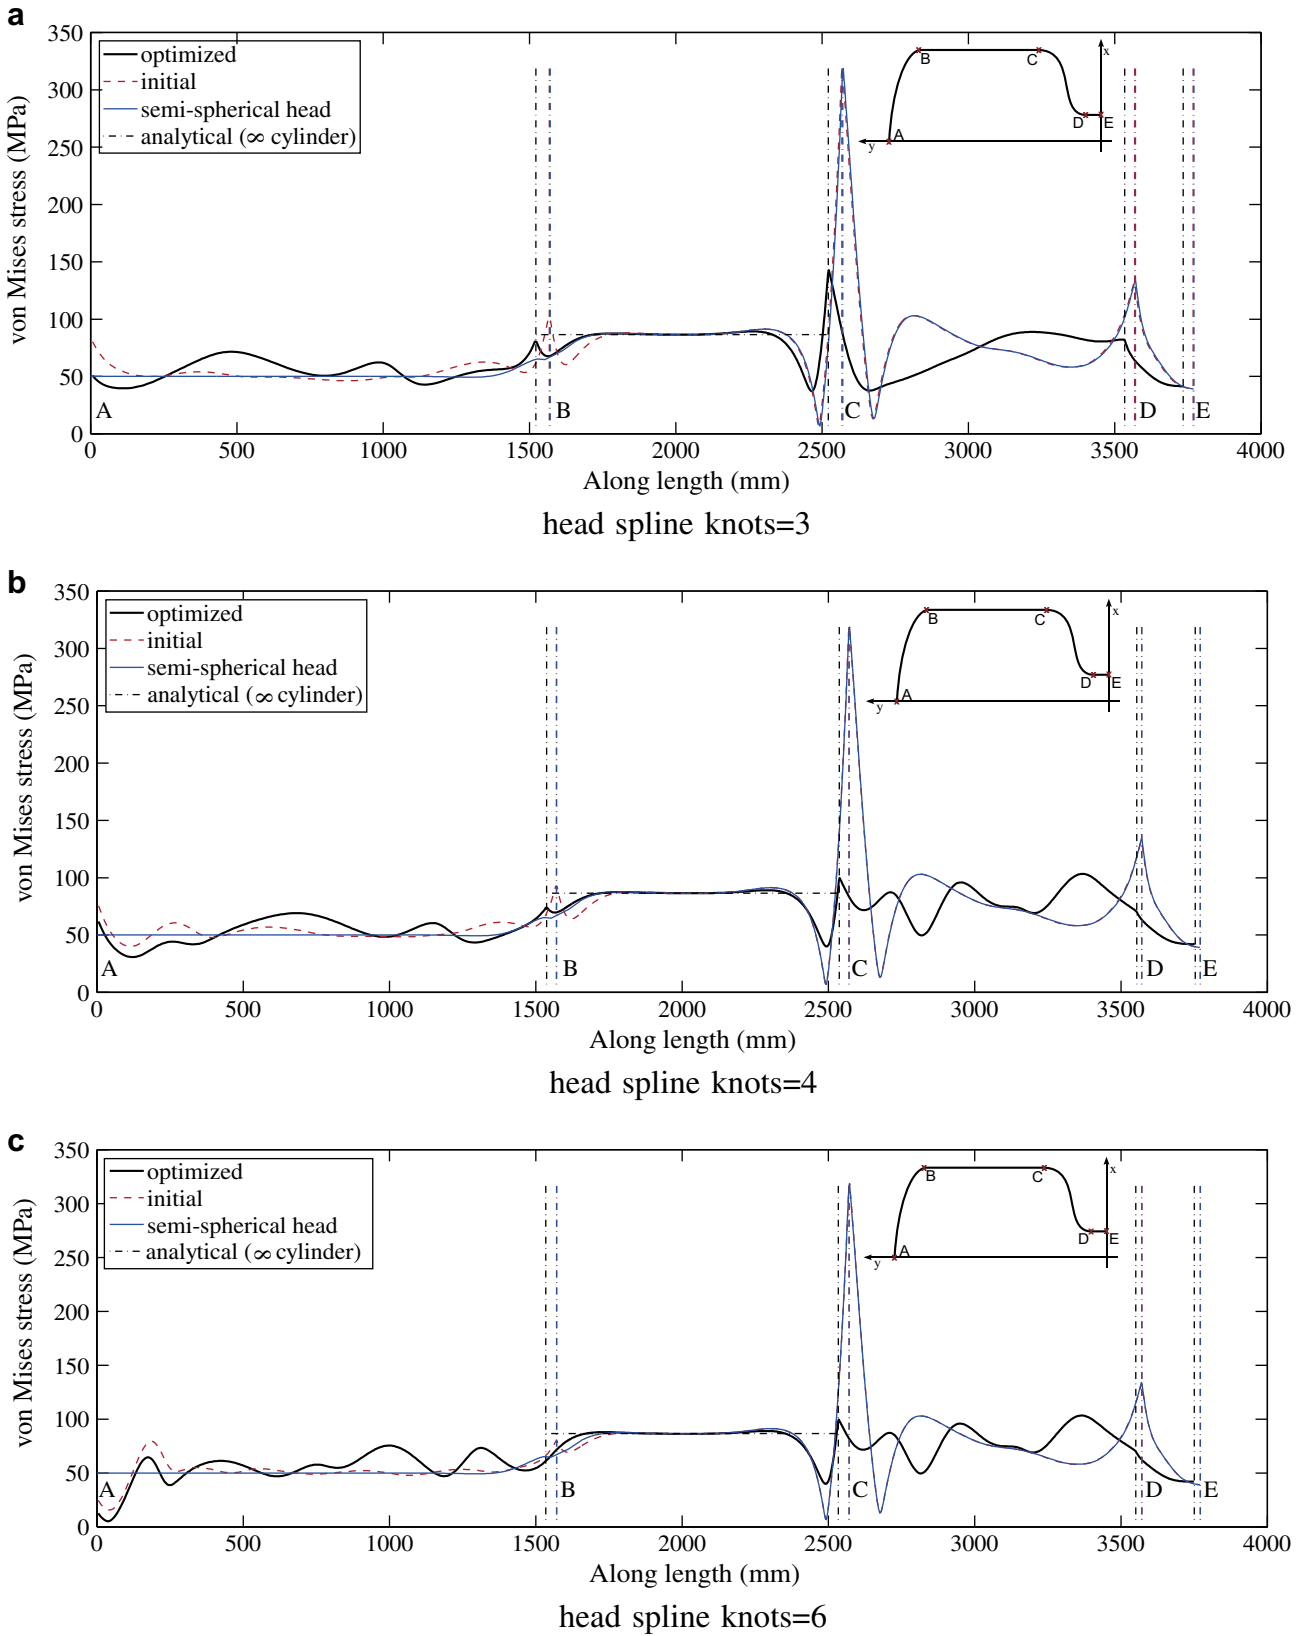 a
350
300
250
200
150
100
50
0
von Mises stress (MPa)
optimized
initial
semi-spherical head
analytical (∞ cylinder)
B
C
x
D
E
A
y
A
B
C
D
E
0
500
1000
1500
2000
2500
3000
3500
4000
Along length (mm)
head spline knots=3
b
350
300
250
200
150
100
50
0
von Mises stress (MPa)
optimized
initial
semi-spherical head
analytical (∞ cylinder)
B
C
x
D
E
A
y
A
B
C
D
E
0
500
1000
1500
2000
2500
3000
3500
4000
Along length (mm)
head spline knots=4
c
350
300
250
200
150
100
50
0
von Mises stress (MPa)
optimized
initial
semi-spherical head
analytical (∞ cylinder)
B
C
x
D
E
A
y
A
B
C
D
E
0
500
1000
1500
2000
2500
3000
3500
4000
Along length (mm)
head spline knots=6